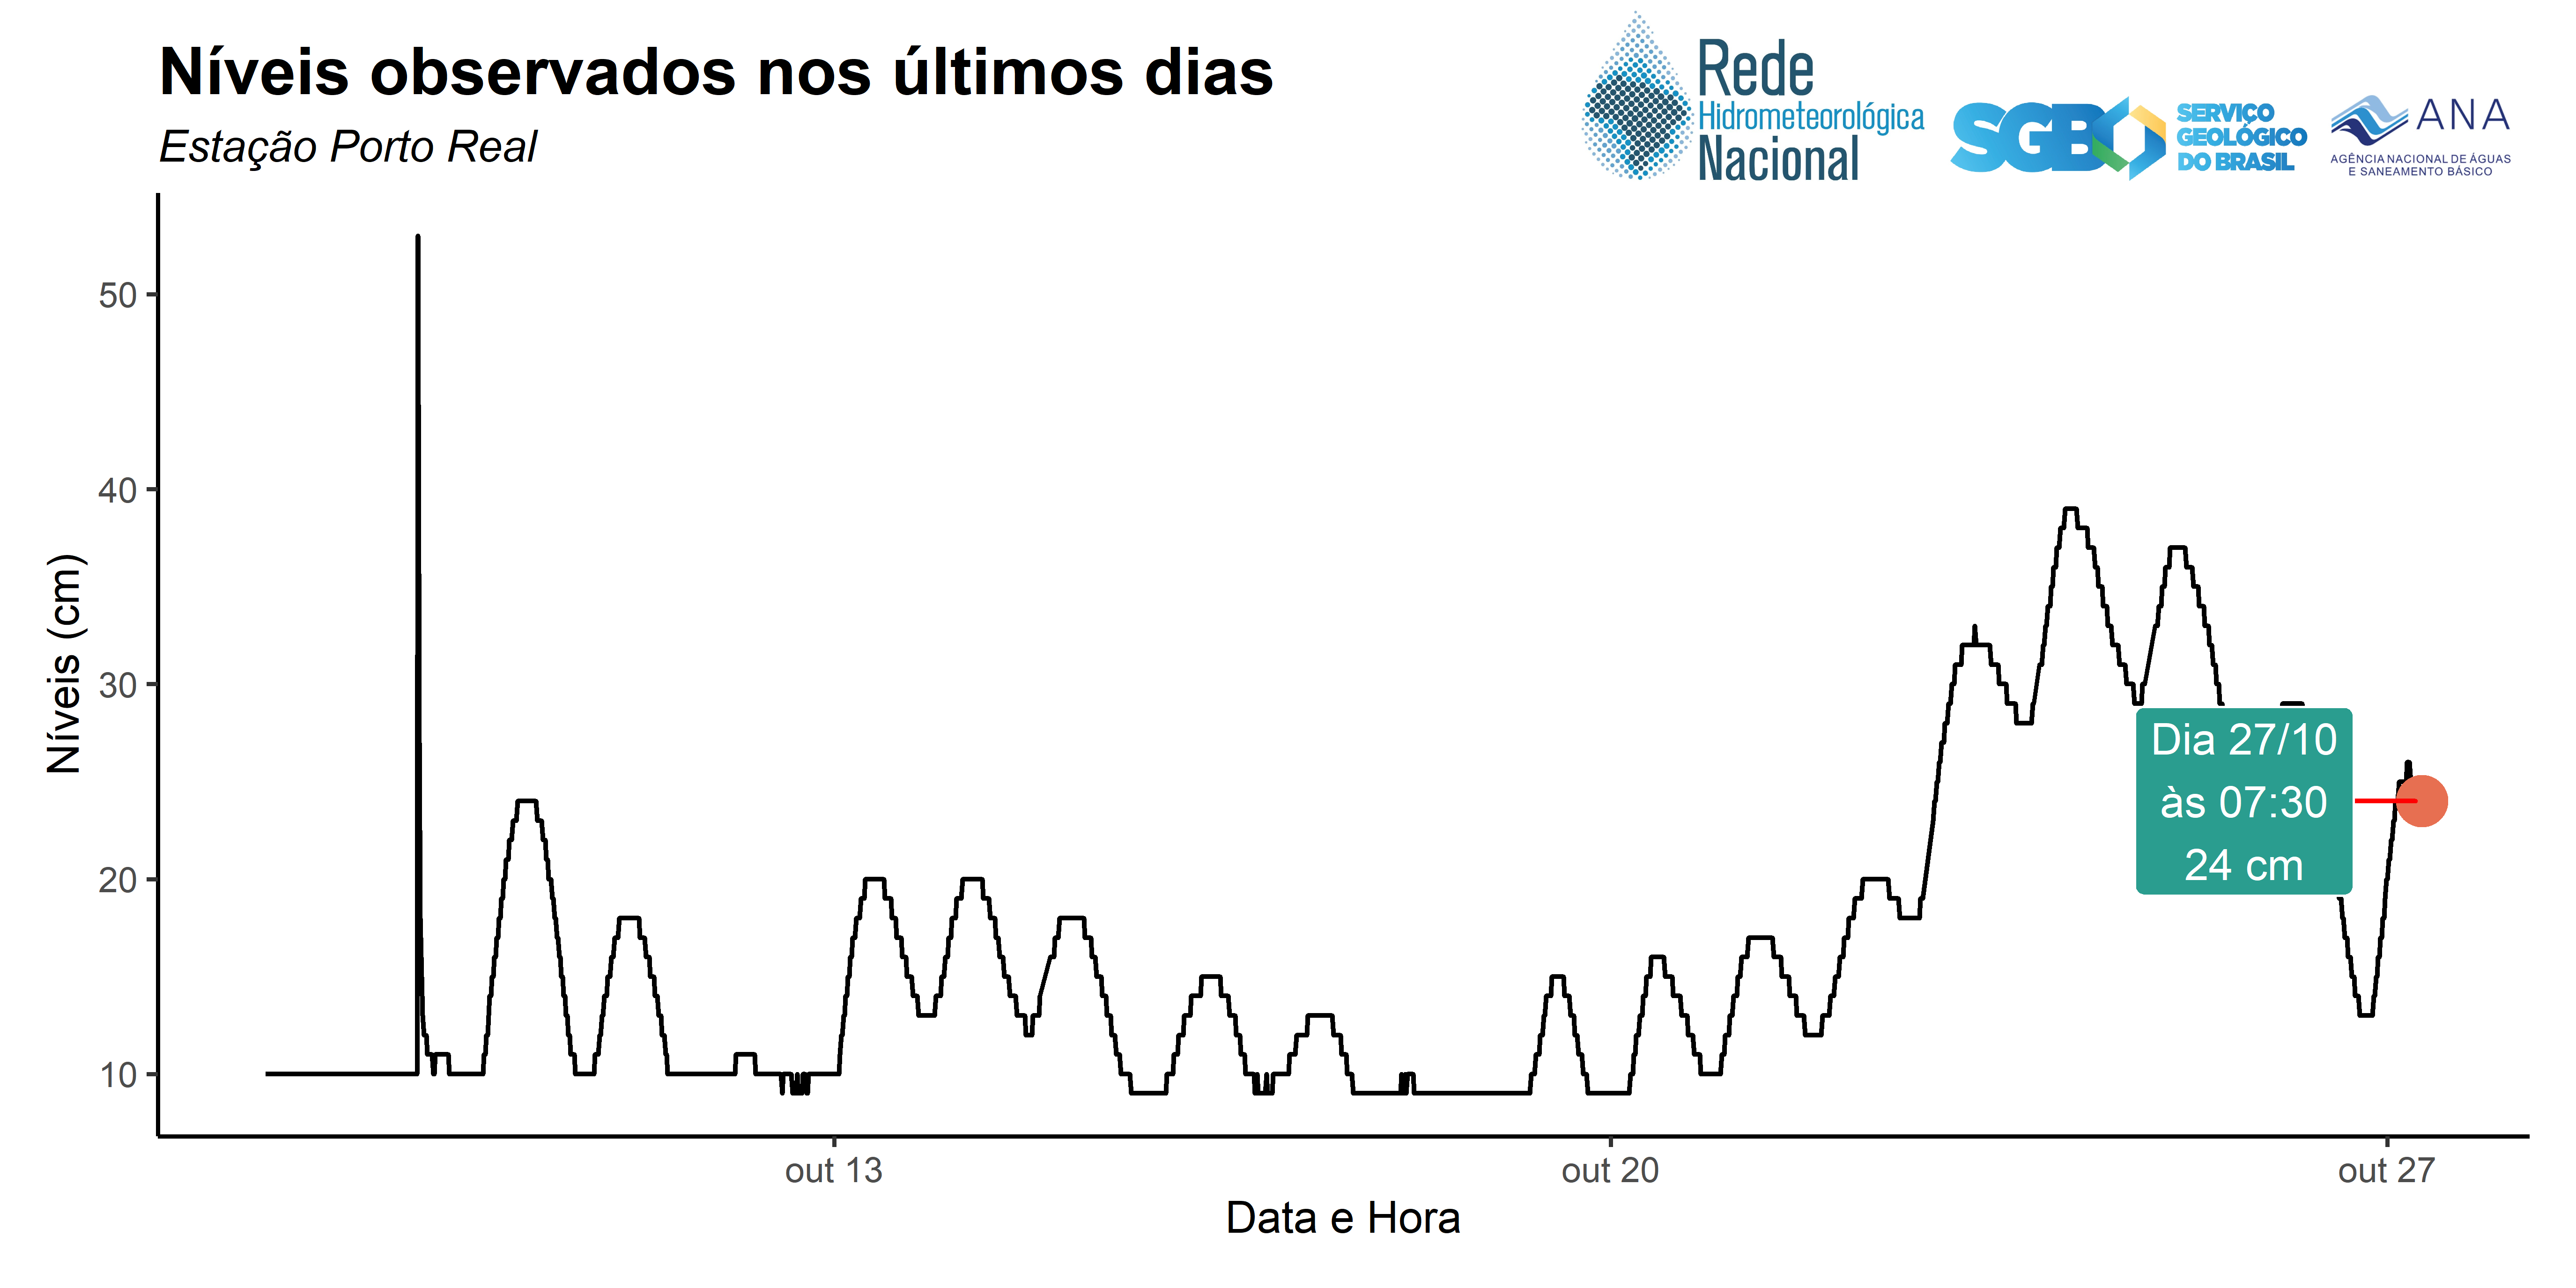 Níveis observados nos últimos dias
Estação Porto Real
Rede
Hidrometeorológica
Nacional
SGB
SERVIÇO
GEOLÓGICO
DO BRASIL
ANA
AGÊNCIA NACIONAL DE ÁGUAS
E SANEAMENTO BÁSICO
Níveis (cm)
50
40
30
20
10
Dia 27/10
às 07:30
24 cm
out 13
out 20
out 27
Data e Hora